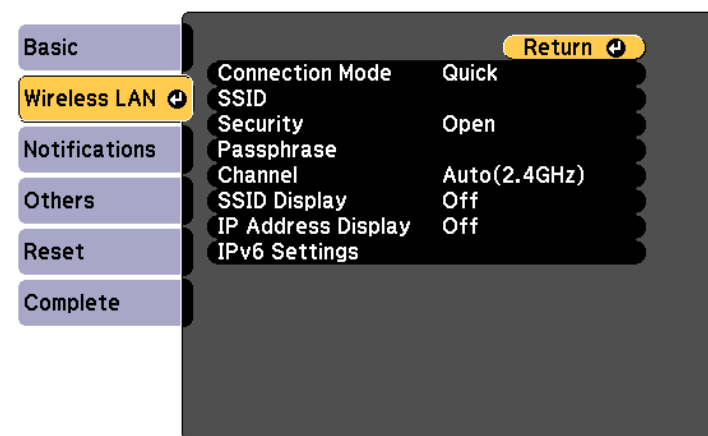 Basic
Wireless LAN
Notifications
Others
Reset
Complete
Return
Connection Mode Quick
SSID
Security Open
Passphrase
Channel Auto(2.4GHz)
SSID Display Off
IP Address Display Off
IPv6 Settings